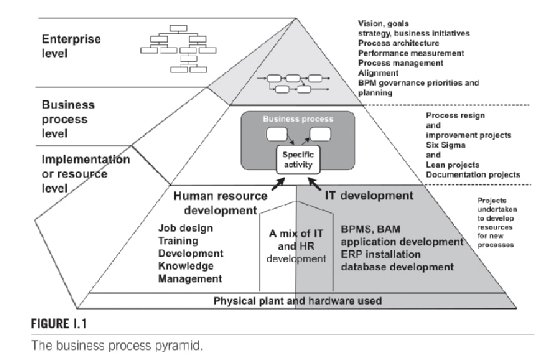 Enterprise
level
Vision, goals
strategy, business initiatives
Process architecture
Performance measurement
Process management
Alignment
BPM governance priorities and
planning
Business
process
level
Business process
Specific
activity
Process resign
and
improvement projects
Six Sigma
and
Lean projects
Documentation projects
Implementation
or resource
level
Human resource
development
IT development
Job design
Training
Development
Knowledge
Management
A mix of IT
and HR
development
BPMS, BAM
application development
ERP installation
database development
Projects
undertaken
to develop
resources
for new
processes
Physical plant and hardware used
FIGURE I.1
The business process pyramid.